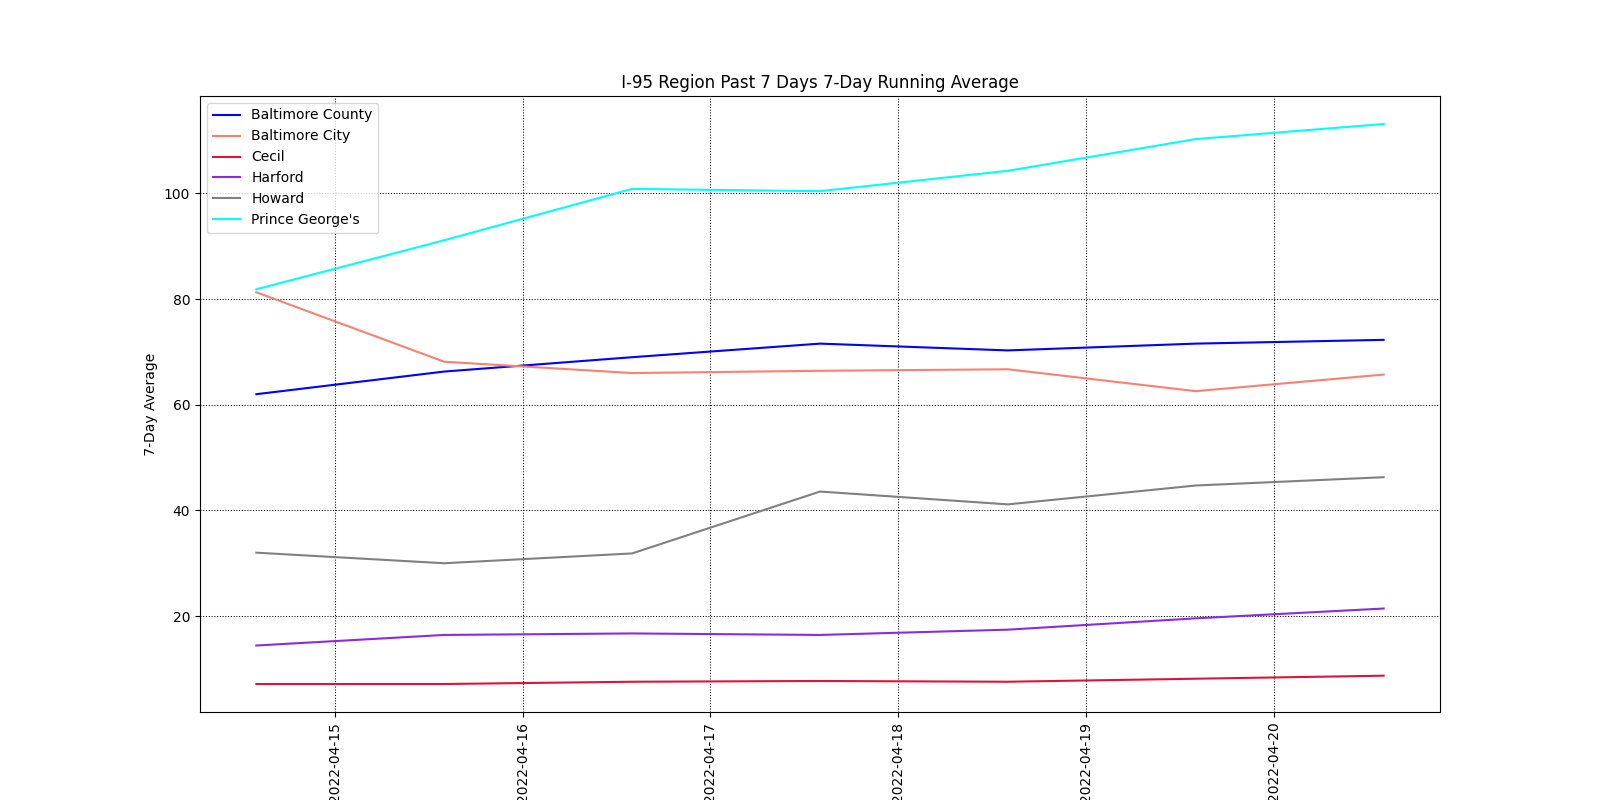 I-95 Region Past 7 Days 7-Day Running Average
Baltimore County
Baltimore City
Cecil
Harford
Howard
Prince George's
7-Day Average
100
80
60
40
20
2022-04-15
2022-04-16
2022-04-17
2022-04-18
2022-04-19
2022-04-20